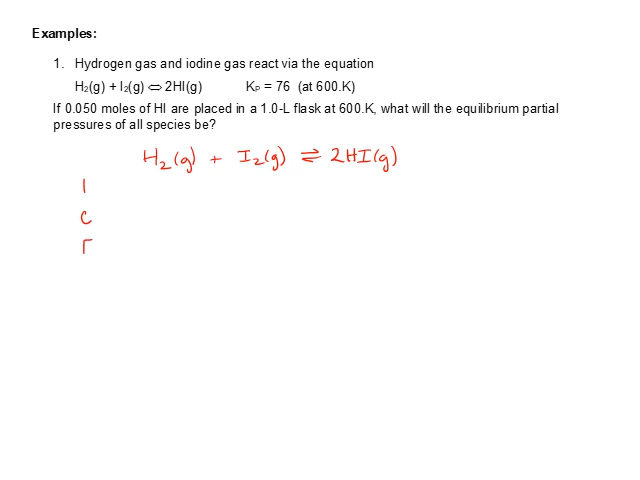 Examples:
1. Hydrogen gas and iodine gas react via the equation
H₂(g) + I₂(g) ⇔ 2HI(g) Kₚ = 76 (at 600.K)
If 0.050 moles of HI are placed in a 1.0-L flask at 600.K, what will the equilibrium partial
pressures of all species be?
H₂(g) + I₂(g) ⇌ 2HI(g)
I
C
Γ